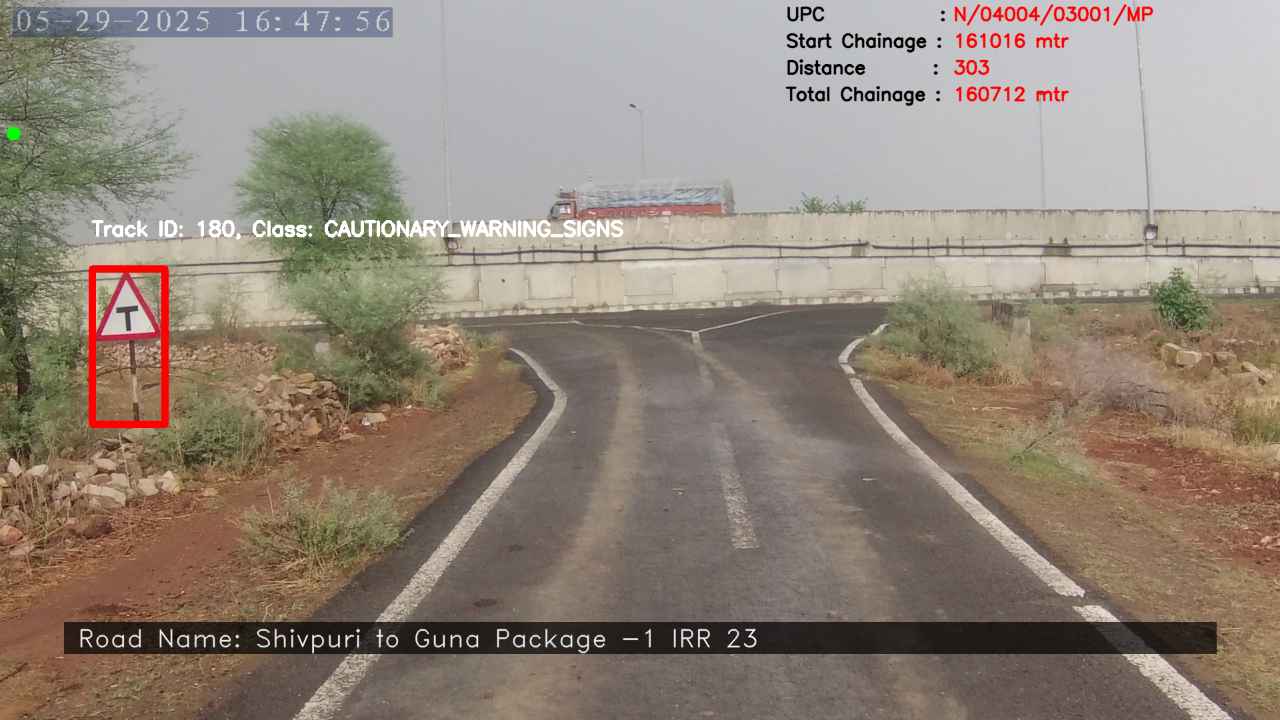 05-29-2025 16:47:56
UPC : N/04004/03001/MP
Start Chainage : 161016 mtr
Distance : 303
Total Chainage : 160712 mtr
Track ID: 180, Class: CAUTIONARY_WARNING_SIGNS
T
Road Name: Shivpuri to Guna Package -1 IRR 23